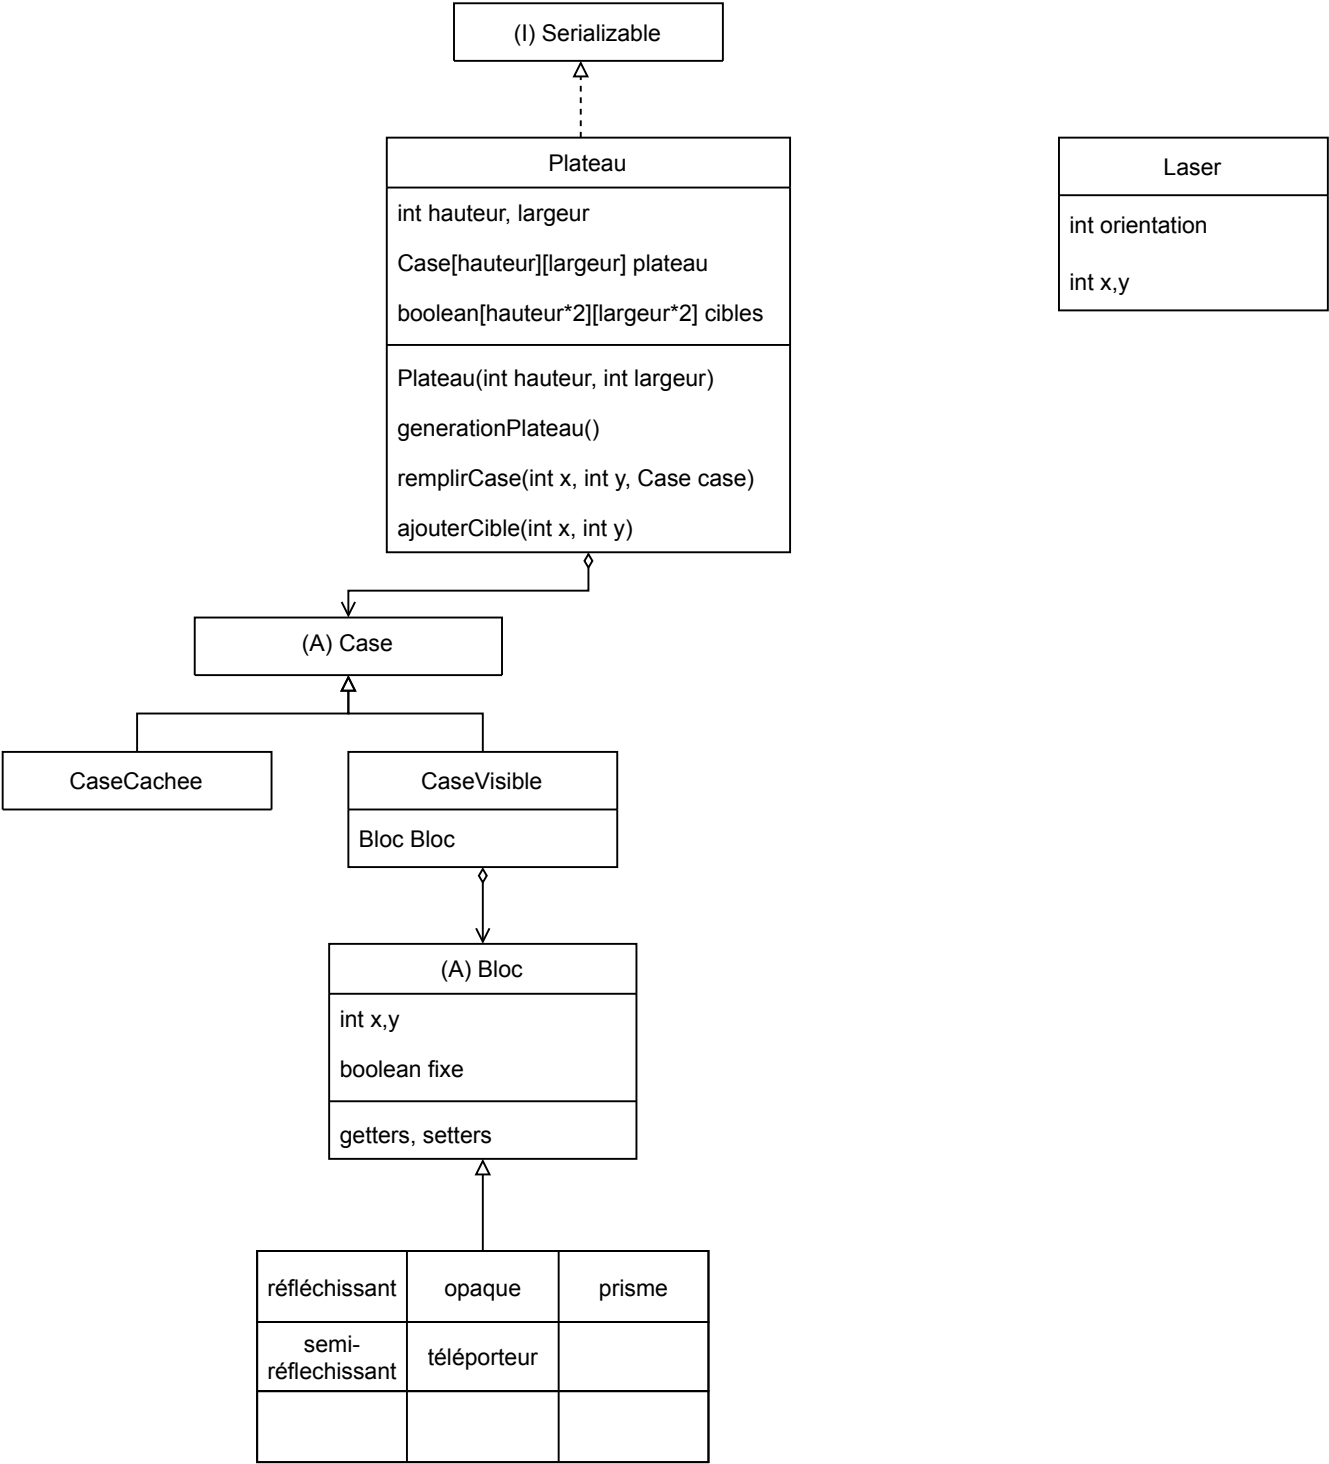 (I) Serializable
Plateau
int hauteur, largeur
Case[hauteur][largeur] plateau
boolean[hauteur*2][largeur*2] cibles
Plateau(int hauteur, int largeur)
generationPlateau()
remplirCase(int x, int y, Case case)
ajouterCible(int x, int y)
Laser
int orientation
int x,y
(A) Case
CaseCachee
CaseVisible
Bloc Bloc
(A) Bloc
int x,y
boolean fixe
getters, setters
réfléchissant
opaque
prisme
semi-
réflechissant
téléporteur